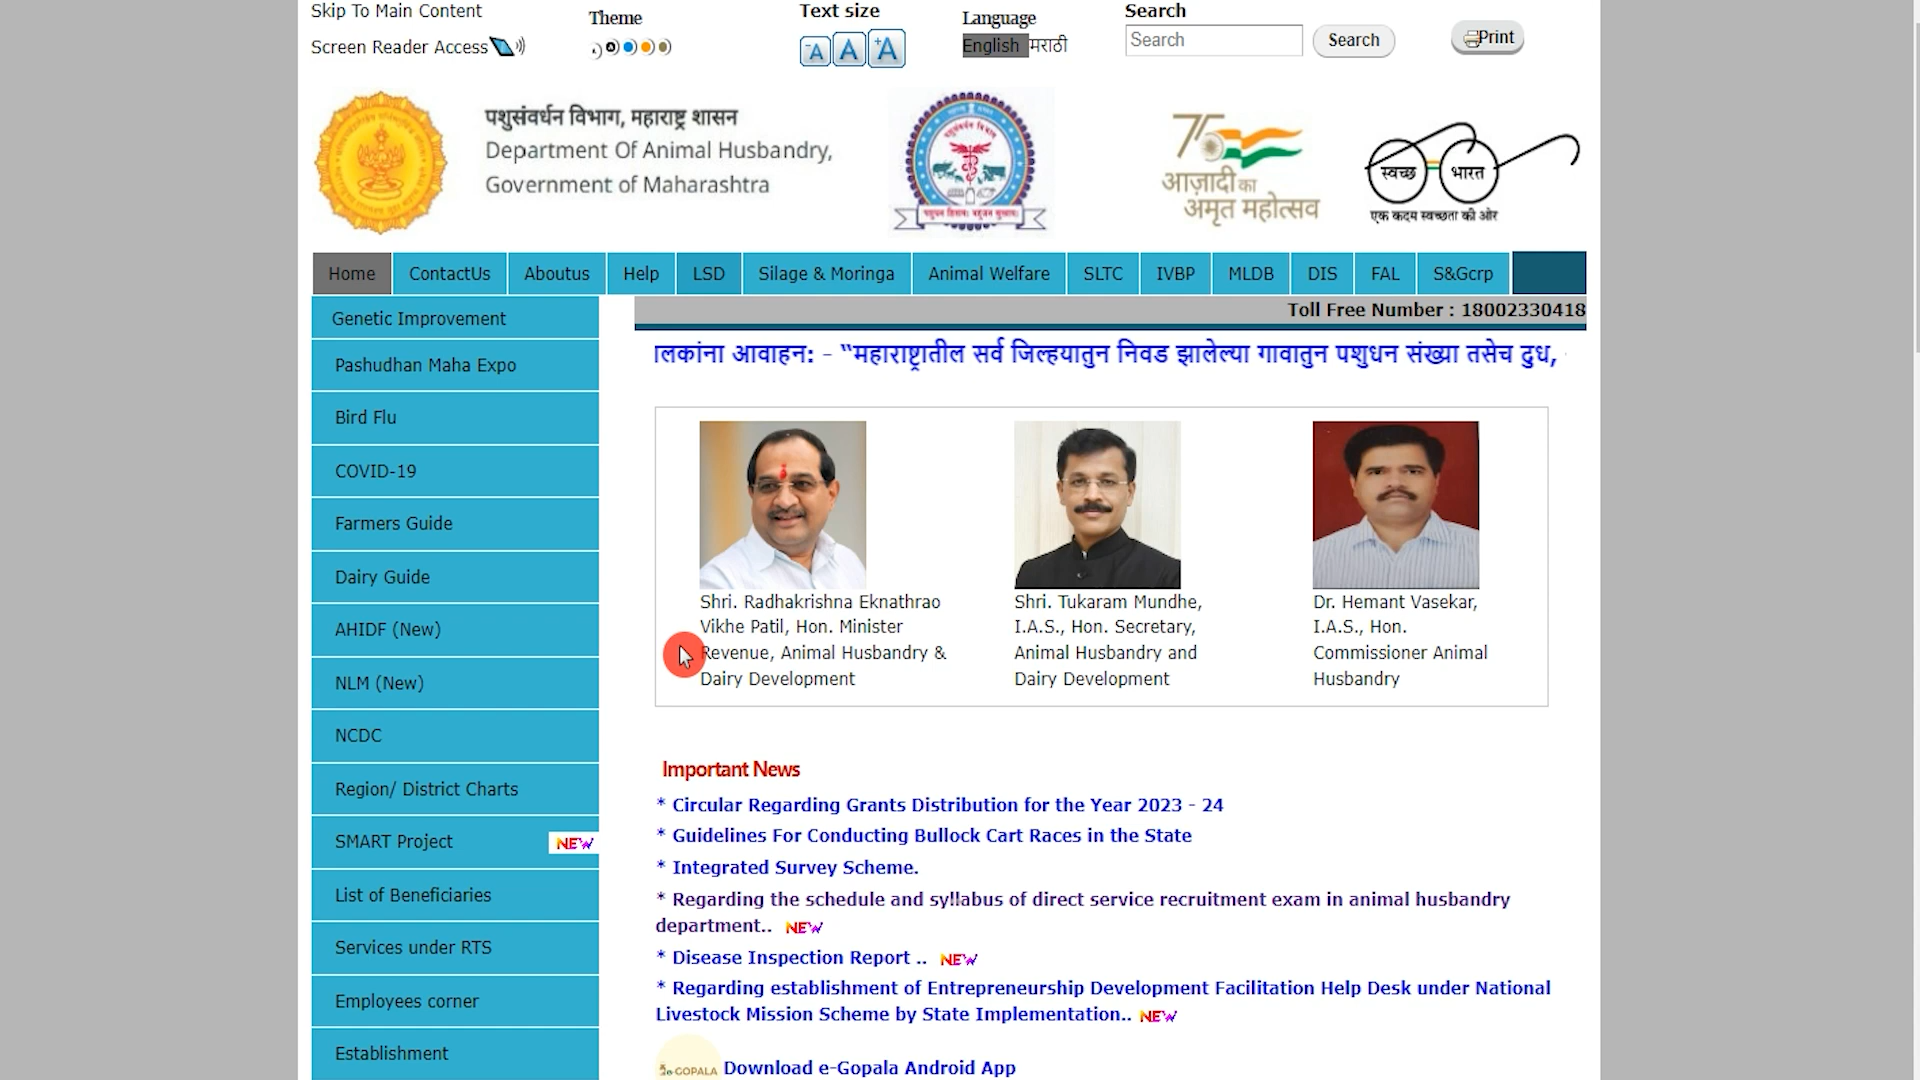 Skip To Main Content
Screen Reader Access
Theme
Text size
-A A +A
Language
English मराठी
Search
Search
Search
Print
पशुसंवर्धन विभाग, महाराष्ट्र शासन
Department Of Animal Husbandry,
Government of Maharashtra
75
आज़ादी का
अमृत महोत्सव
स्वच्छ भारत
एक कदम स्वच्छता की ओर
Home ContactUs Aboutus Help LSD Silage & Moringa Animal Welfare SLTC IVBP MLDB DIS FAL S&Gcrp
Toll Free Number : 18002330418
लकांना आवाहन: - “महाराष्ट्रातील सर्व जिल्हयातुन निवड झालेल्या गावातुन पशुधन संख्या तसेच दुध,
Genetic Improvement
Pashudhan Maha Expo
Bird Flu
COVID-19
Farmers Guide
Dairy Guide
AHIDF (New)
NLM (New)
NCDC
Region/ District Charts
SMART Project NEW
List of Beneficiaries
Services under RTS
Employees corner
Establishment
Shri. Radhakrishna Eknathrao
Vikhe Patil, Hon. Minister
Revenue, Animal Husbandry &
Dairy Development
Shri. Tukaram Mundhe,
I.A.S., Hon. Secretary,
Animal Husbandry and
Dairy Development
Dr. Hemant Vasekar,
I.A.S., Hon.
Commissioner Animal
Husbandry
Important News
* Circular Regarding Grants Distribution for the Year 2023 - 24
* Guidelines For Conducting Bullock Cart Races in the State
* Integrated Survey Scheme.
* Regarding the schedule and syllabus of direct service recruitment exam in animal husbandry
department.. NEW
* Disease Inspection Report .. NEW
* Regarding establishment of Entrepreneurship Development Facilitation Help Desk under National
Livestock Mission Scheme by State Implementation.. NEW
e-GOPALA Download e-Gopala Android App